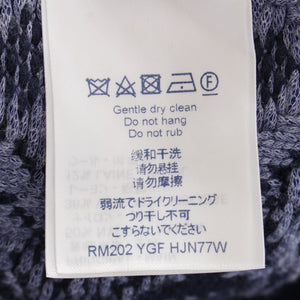 F
Gentle dry clean
Do not hang
Do not rub
缓和干洗
请勿悬挂
请勿摩擦
弱流でドライクリーニング
つり干し不可
こすらないでください
RM202 YGF HJN77W